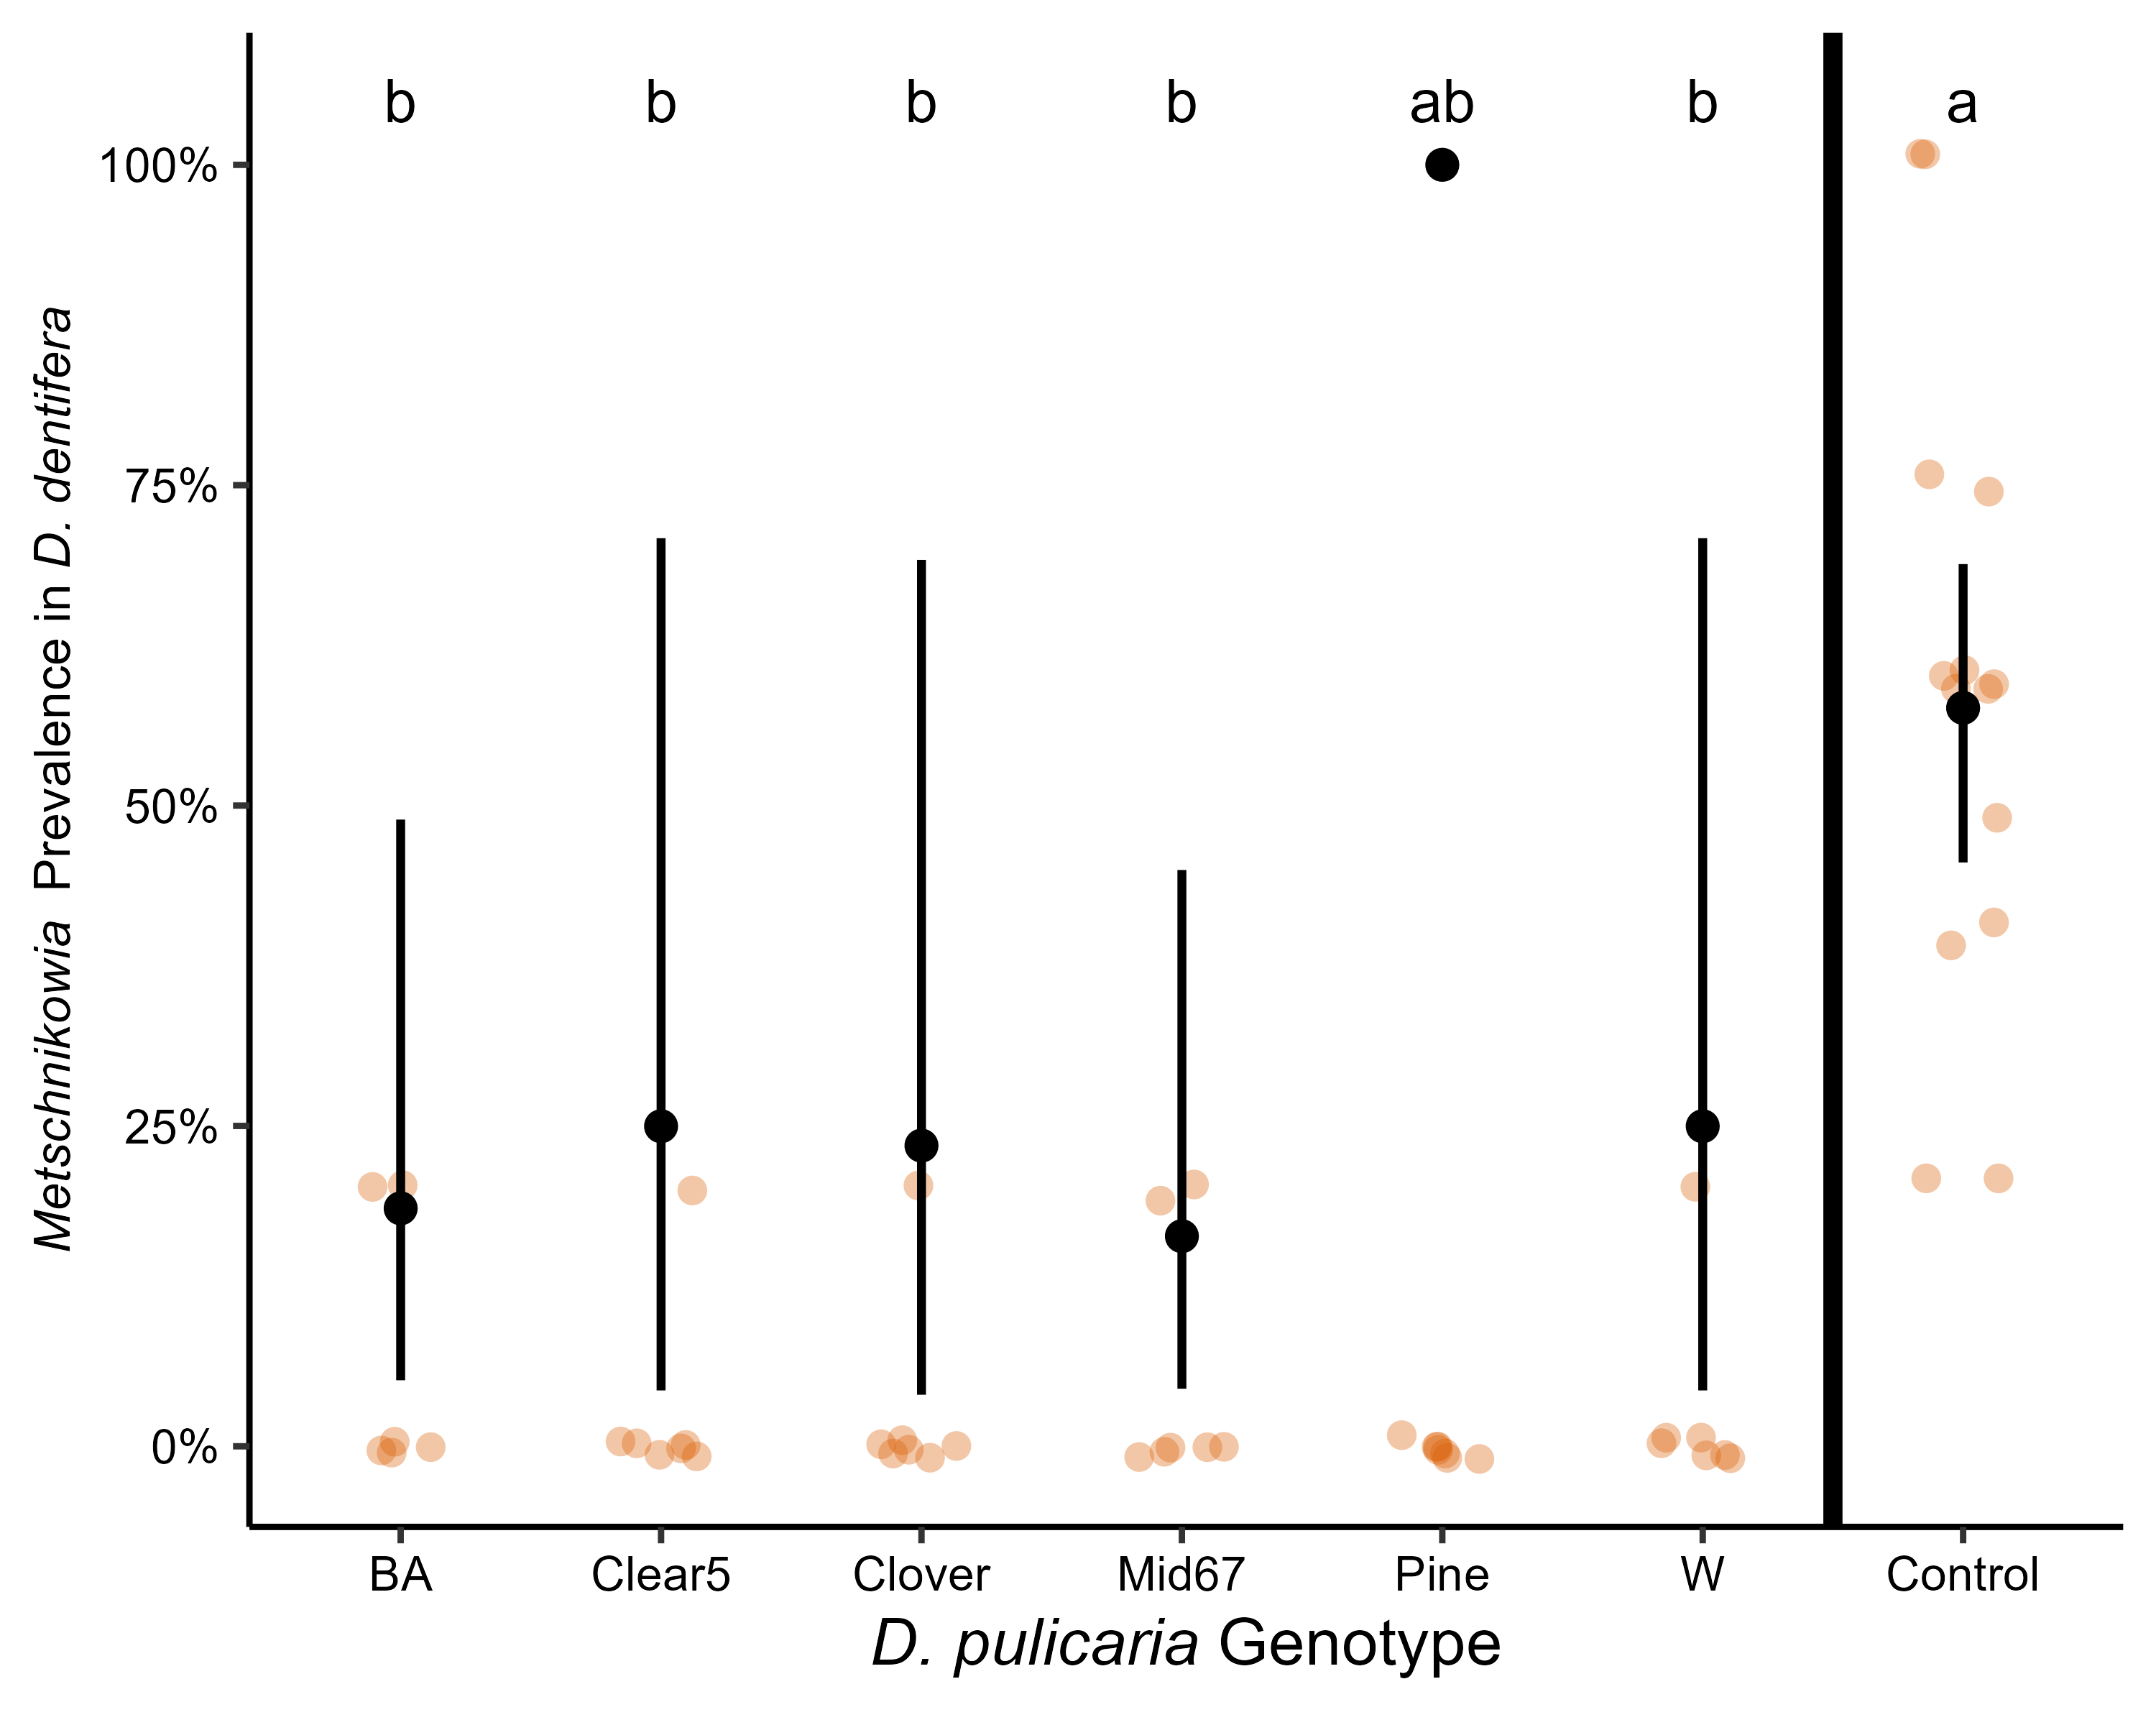 b b b b ab b a
100%
75%
50%
25%
0%
Metschnikowia Prevalence in D. dentifera
BA Clear5 Clover Mid67 Pine W Control
D. pulicaria Genotype